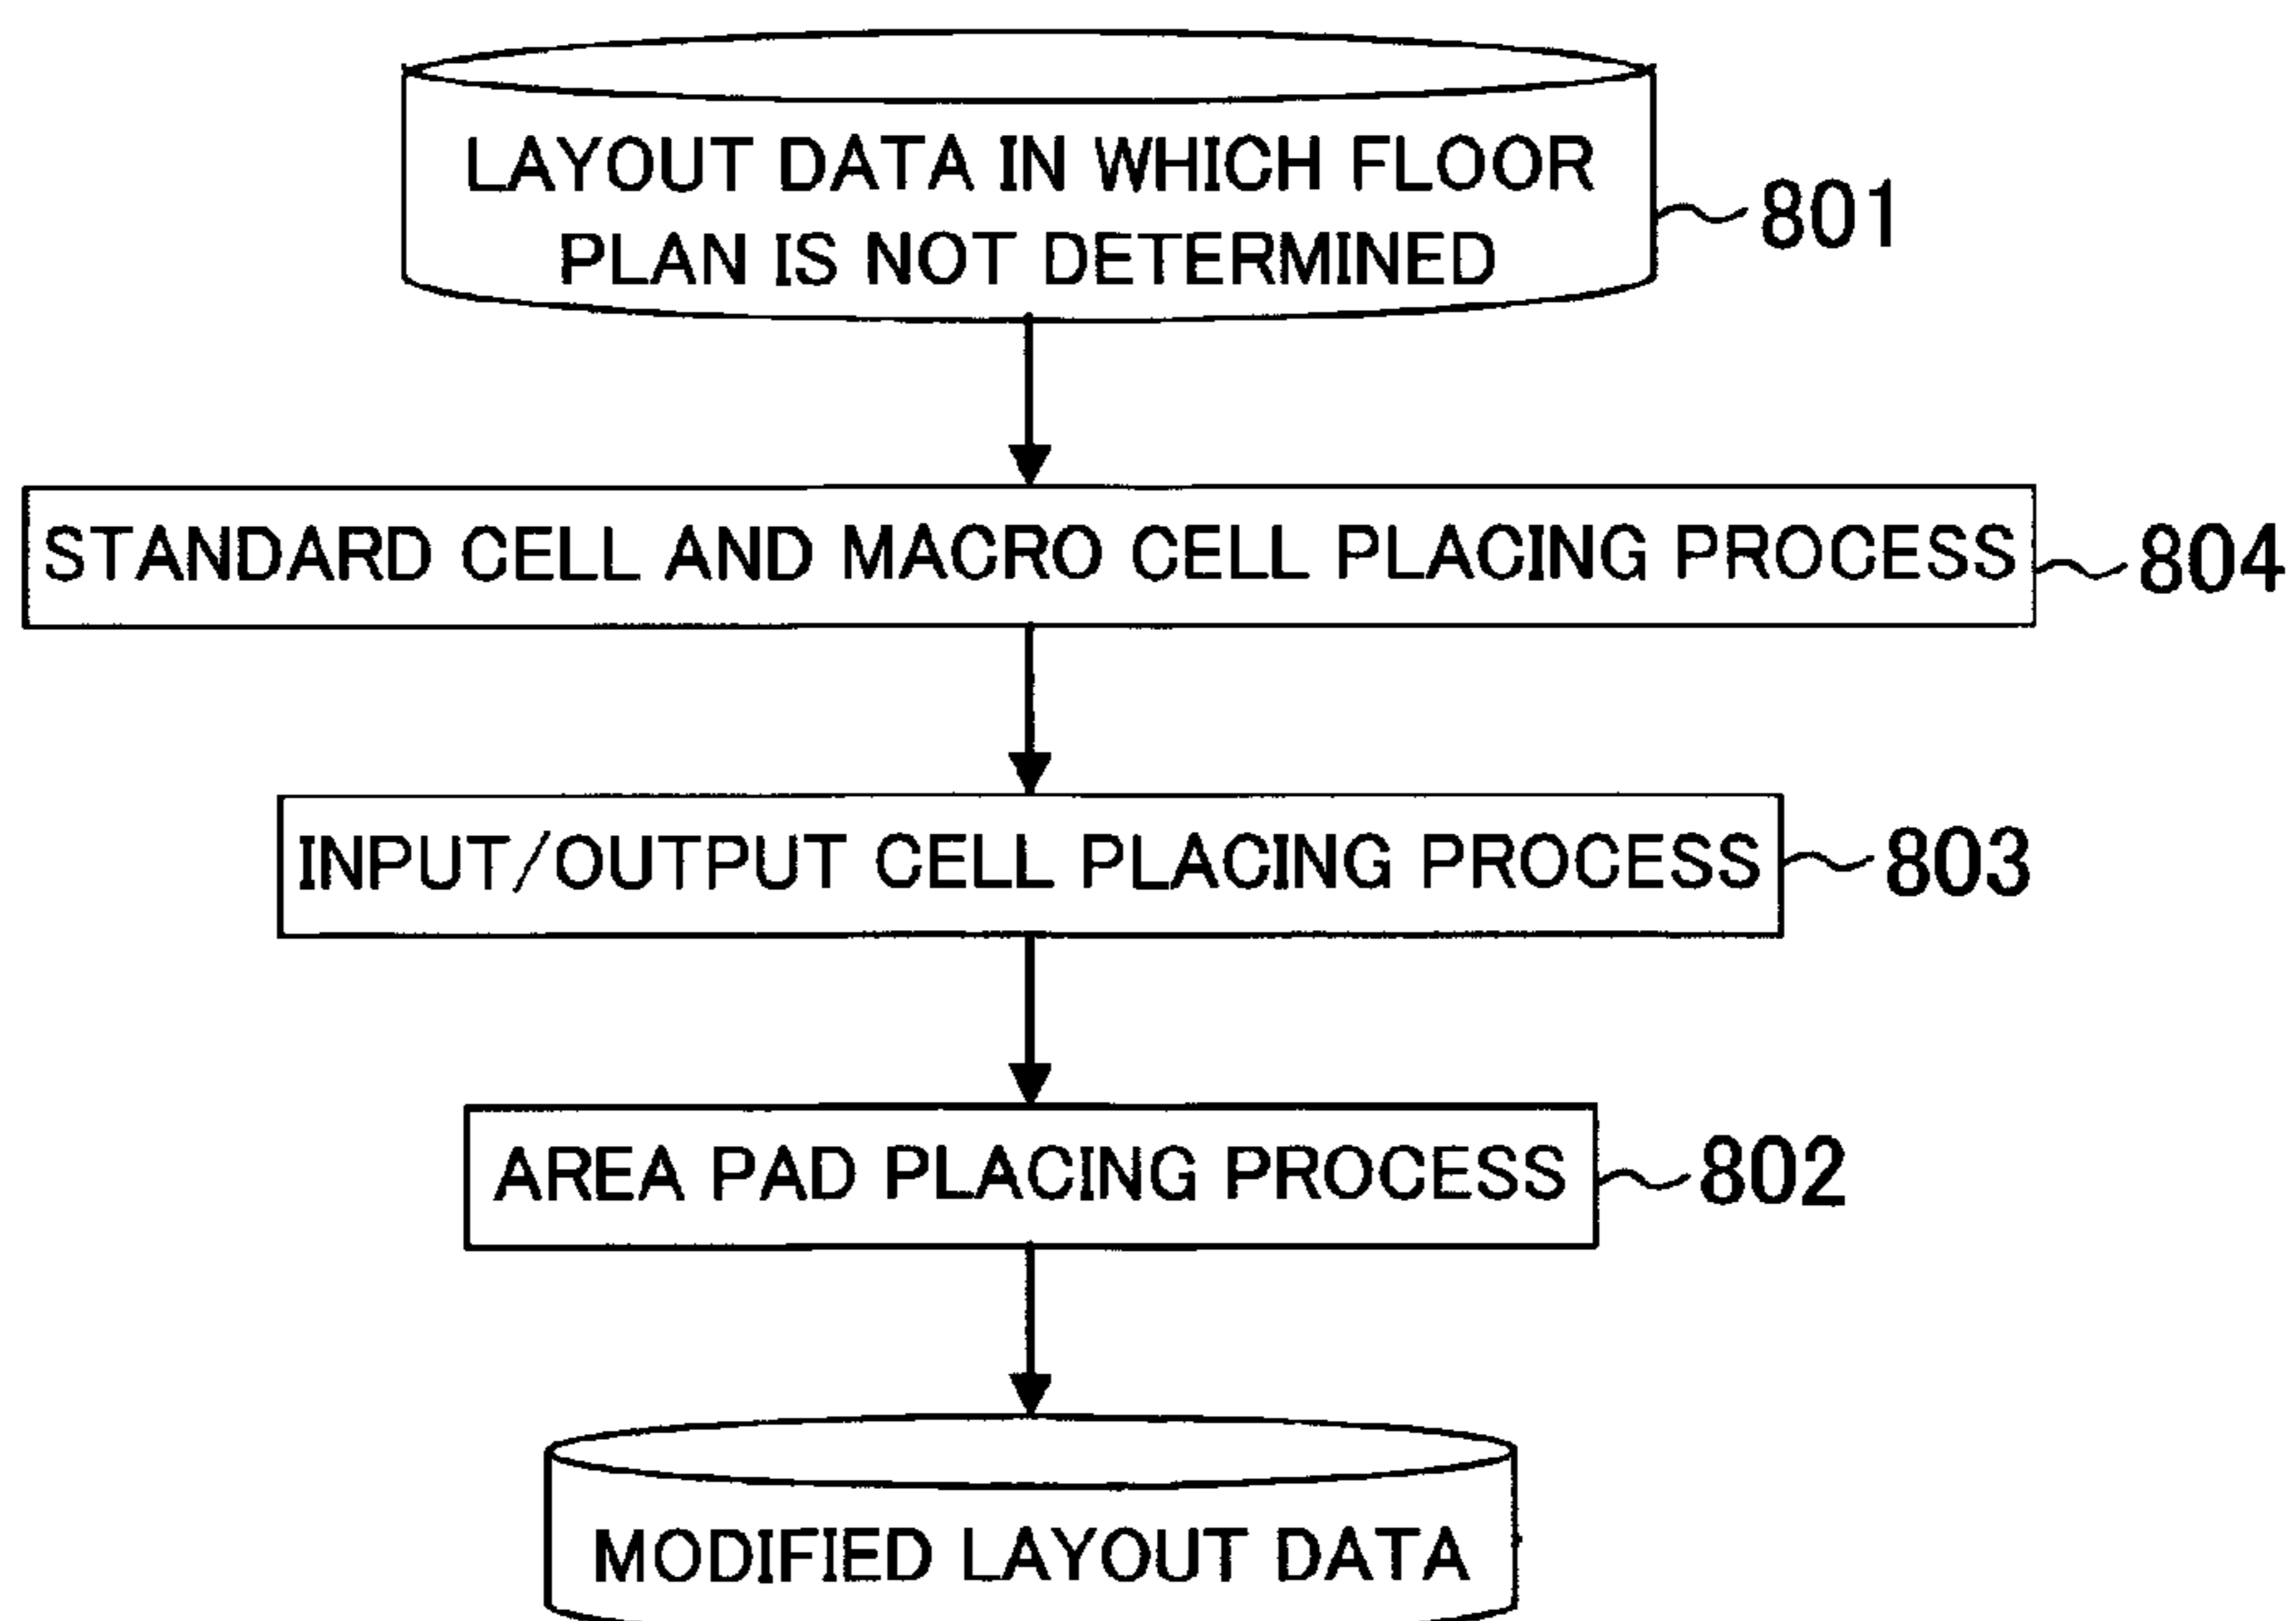 LAYOUT DATA IN WHICH FLOOR
PLAN IS NOT DETERMINED
801
STANDARD CELL AND MACRO CELL PLACING PROCESS
804
INPUT/OUTPUT CELL PLACING PROCESS
803
AREA PAD PLACING PROCESS
802
MODIFIED LAYOUT DATA